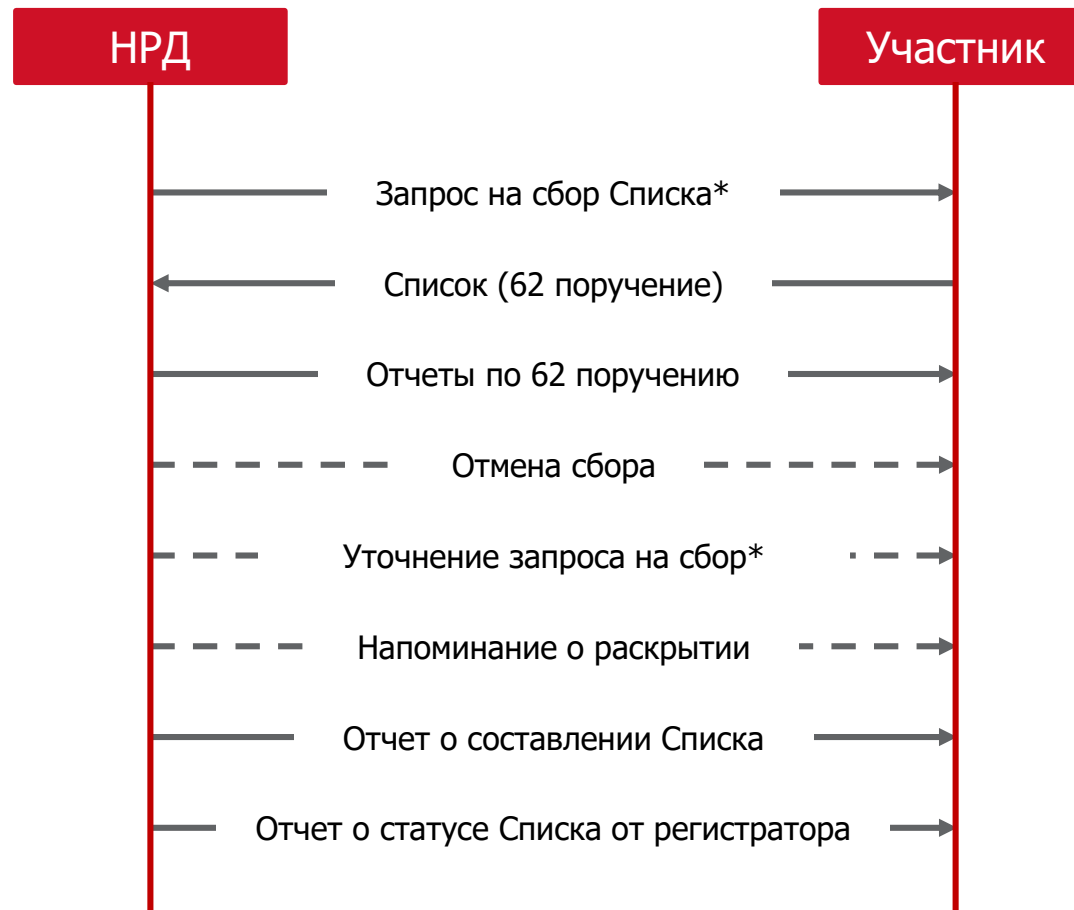 НРД
Участник
Запрос на сбор Списка*
Список (62 поручение)
Отчеты по 62 поручению
Отмена сбора
Уточнение запроса на сбор*
Напоминание о раскрытии
Отчет о составлении Списка
Отчет о статусе Списка от регистратора